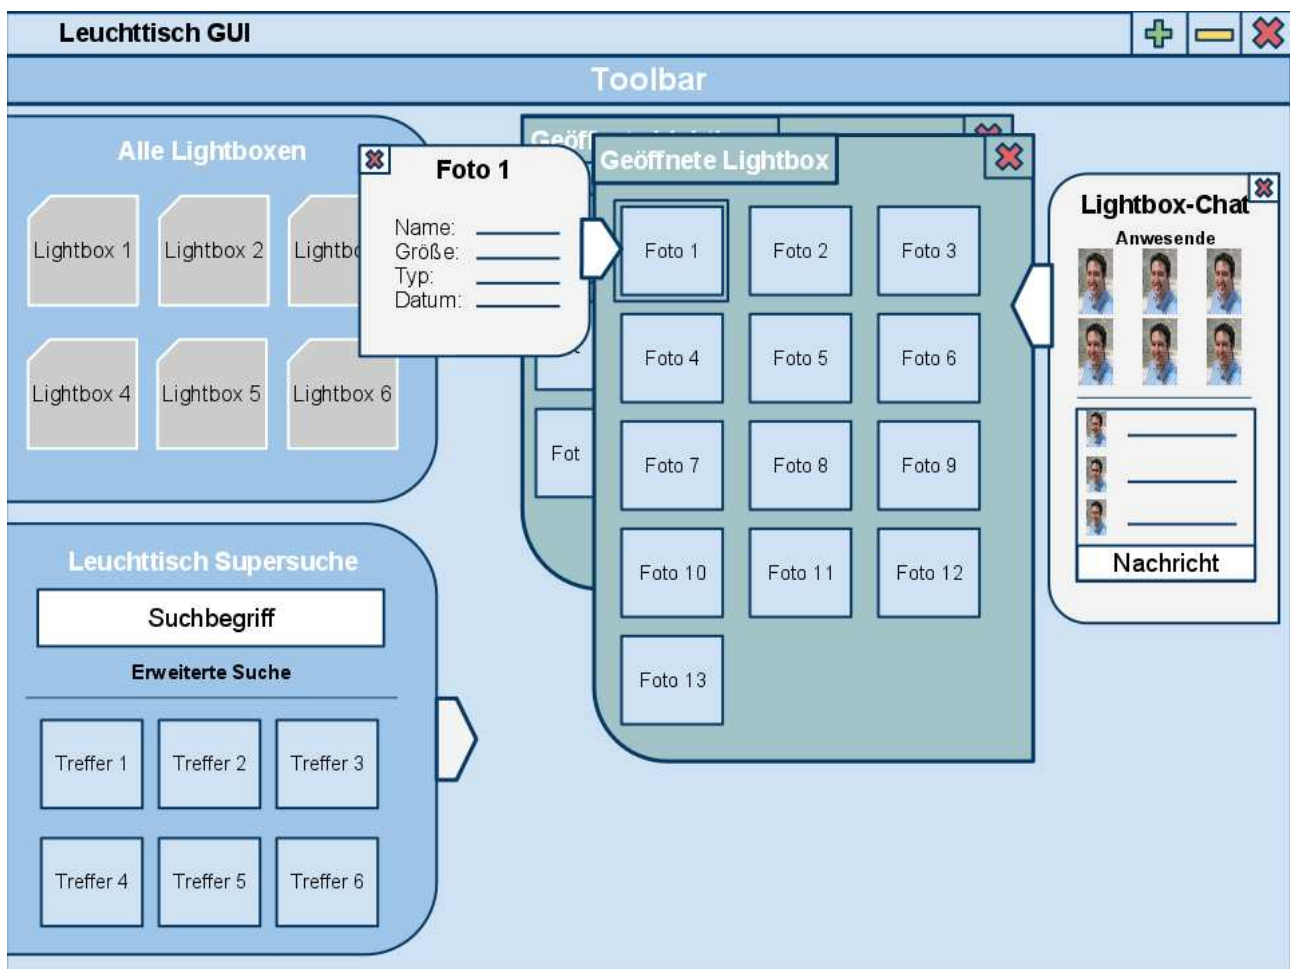 Leuchttisch GUI
Toolbar
Alle Lightboxen
Lightbox 1
Lightbox 2
Lightbo
Lightbox 4
Lightbox 5
Lightbox 6
Foto 1
Name:
Größe:
Typ:
Datum:
Geöff
Fot
Geöffnete Lightbox
Foto 1
Foto 2
Foto 3
Foto 4
Foto 5
Foto 6
Foto 7
Foto 8
Foto 9
Foto 10
Foto 11
Foto 12
Foto 13
Lightbox-Chat
Anwesende
Nachricht
Leuchttisch Supersuche
Suchbegriff
Erweiterte Suche
Treffer 1
Treffer 2
Treffer 3
Treffer 4
Treffer 5
Treffer 6